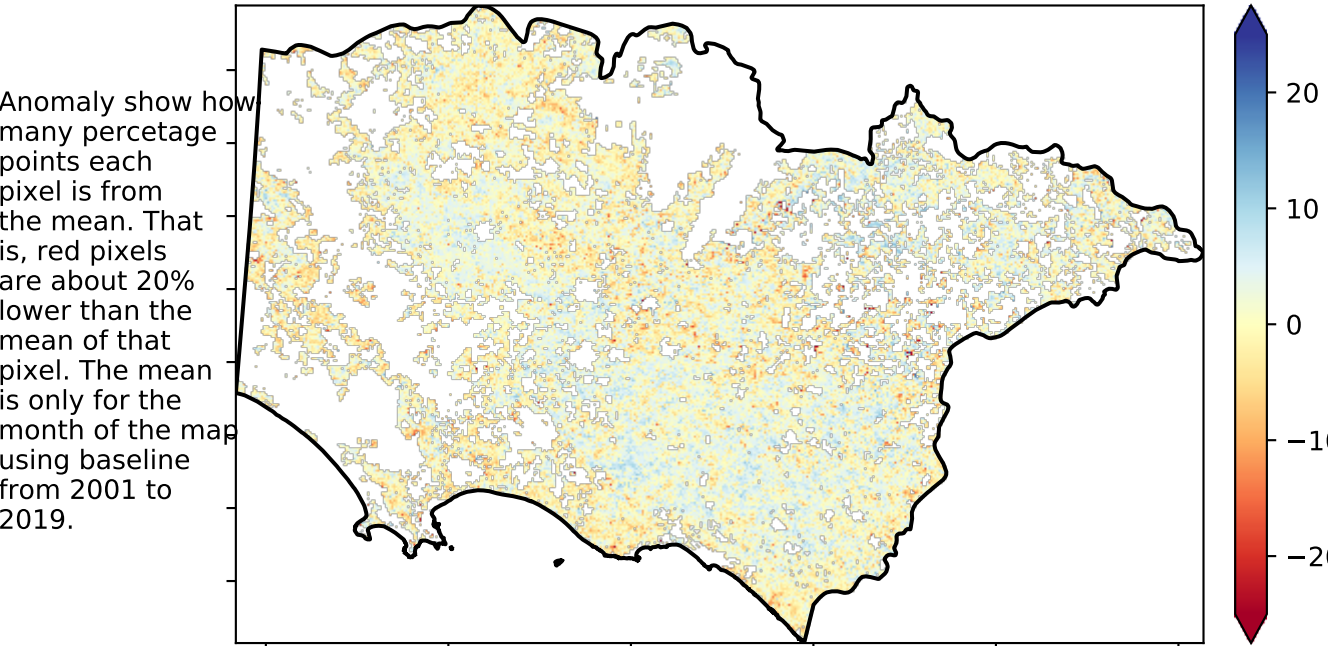 Anomaly show how
many percetage
points each
pixel is from
the mean. That
is, red pixels
are about 20%
lower than the
mean of that
pixel. The mean
is only for the
month of the map
using baseline
from 2001 to
2019.
20
10
0